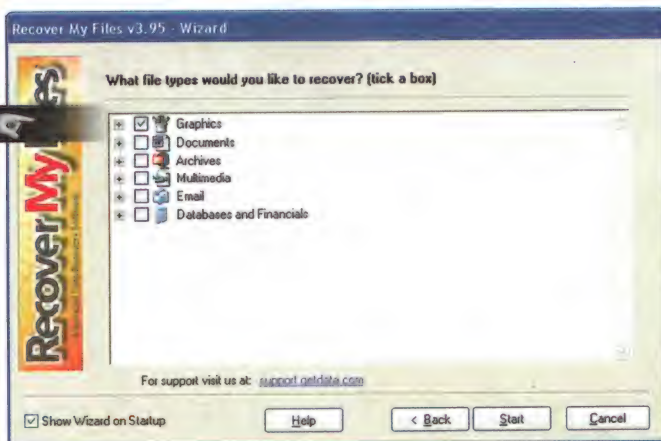 Recover My Files v3.95 - Wizard
What file types would you like to recover? (tick a box)
Graphics
Documents
Archives
Multimedia
Email
Databases and Financials
RecoverMyFiles
For support visit us at: support.getdata.com
Show Wizard on Startup
Help
< Back
Start
Cancel